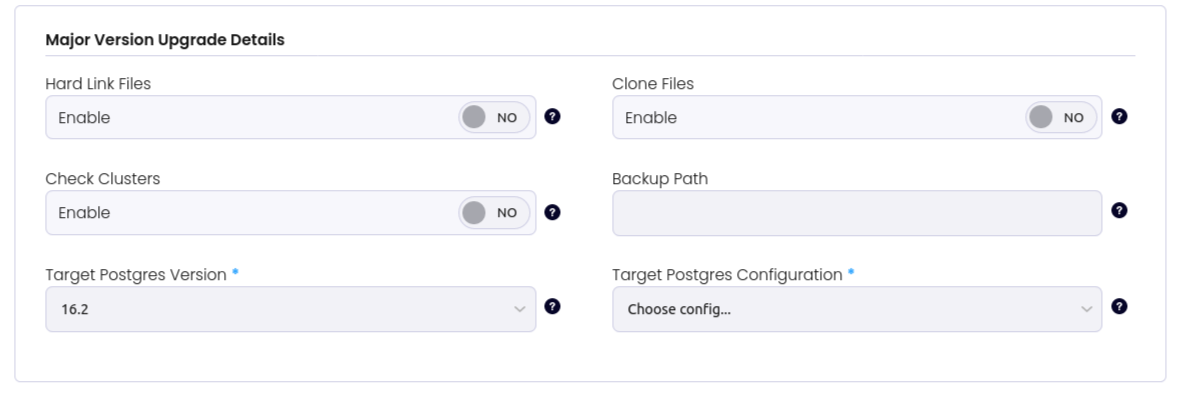 Major Version Upgrade Details
Hard Link Files
Clone Files
Enable NO ?
Enable NO ?
Check Clusters
Backup Path
Enable NO ?
?
Target Postgres Version *
Target Postgres Configuration *
16.2 ?
Choose config... ?